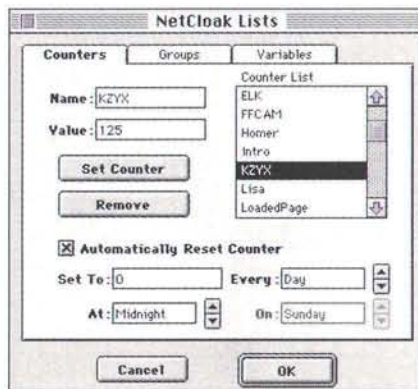 NetCloak Lists
Counters
Groups
Variables
Name: KZYX
Value: 125
Set Counter
Remove
Counter List
ELK
FFCAM
Homer
Intro
KZYX
Lisa
LoadedPage
Automatically Reset Counter
Set To: 0
Every: Day
At: Midnight
On: Sunday
Cancel
OK